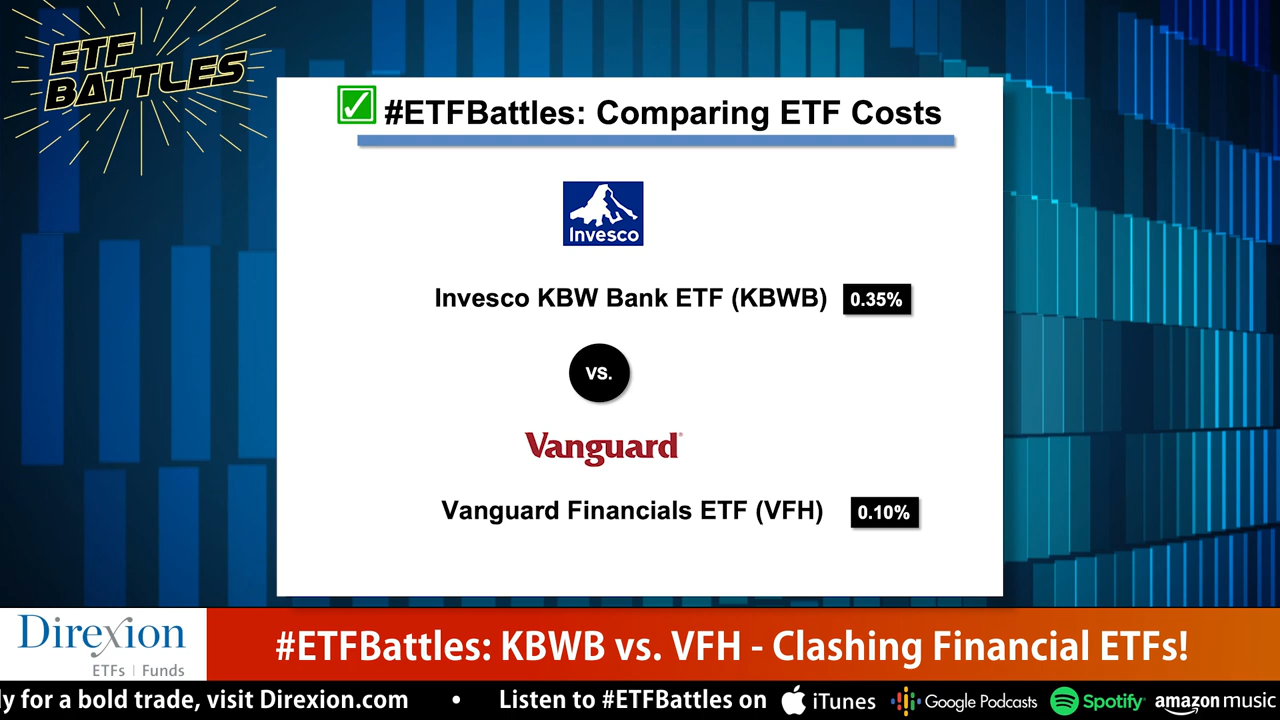 ETF
BATTLES
#ETFBattles: Comparing ETF Costs
Invesco
Invesco KBW Bank ETF (KBWB) 0.35%
vs.
Vanguard®
Vanguard Financials ETF (VFH) 0.10%
Direxion
ETFs | Funds
#ETFBattles: KBWB vs. VFH - Clashing Financial ETFs!
for a bold trade, visit Direxion.com • Listen to #ETFBattles on iTunes Google Podcasts Spotify amazon music